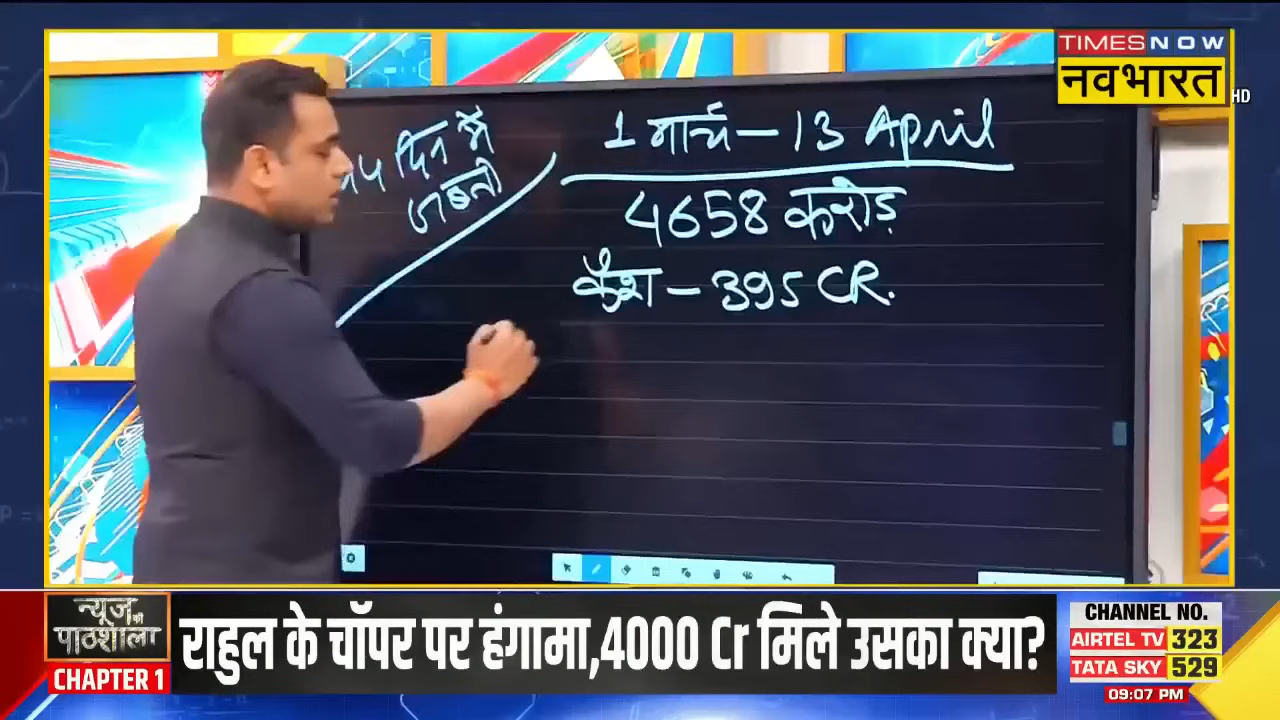 TIMES NOW
नवभारत
HD
दिन में
जब्ती
1 मार्च – 13 April
4658 करोड़
कैश – 395 CR.
न्यूज़ की
पाठशाला
CHAPTER 1
राहुल के चॉपर पर हंगामा,4000 Cr मिले उसका क्या?
CHANNEL NO.
AIRTEL TV 323
TATA SKY 529
09:07 PM